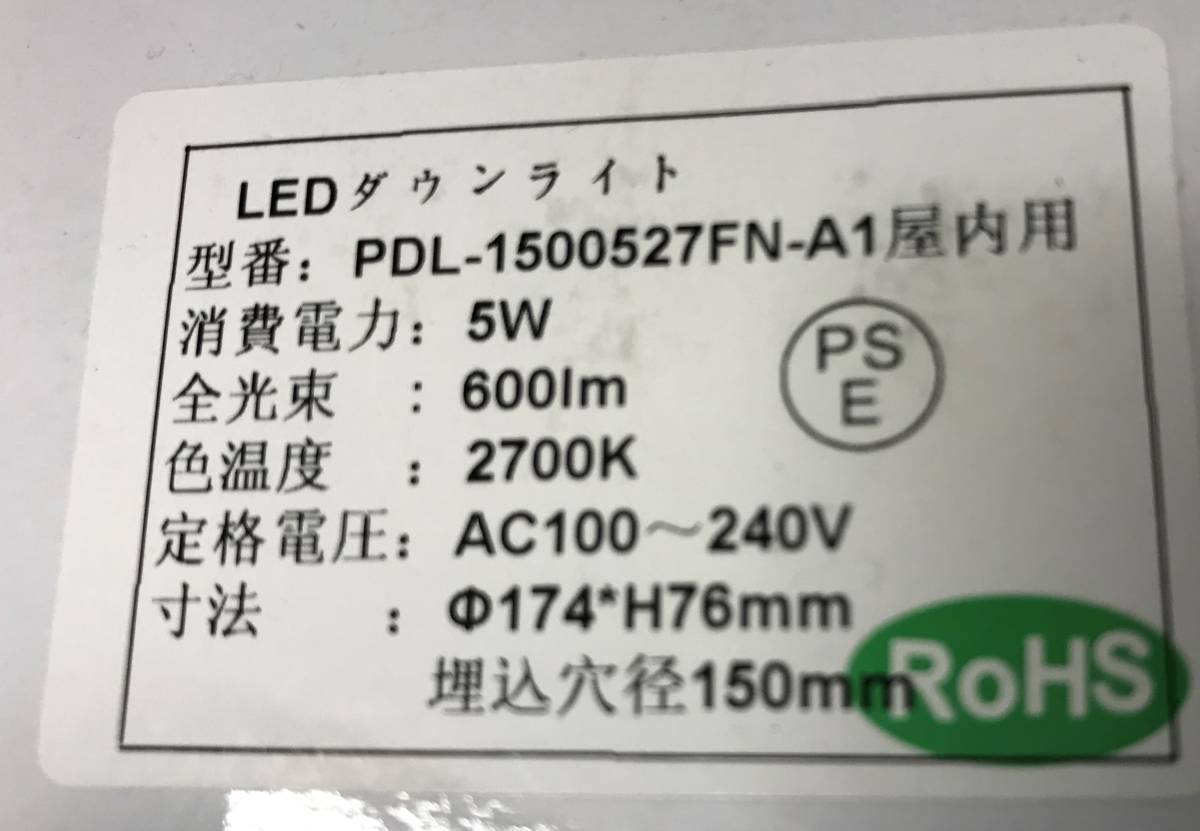 LEDダウンライト
型番：PDL-1500527FN-A1屋内用
消費電力：5W
PS
E
全光束：600lm
色温度：2700K
定格電圧：AC100～240V
寸法：Φ174*H76mm
埋込穴径150mm
RoHS